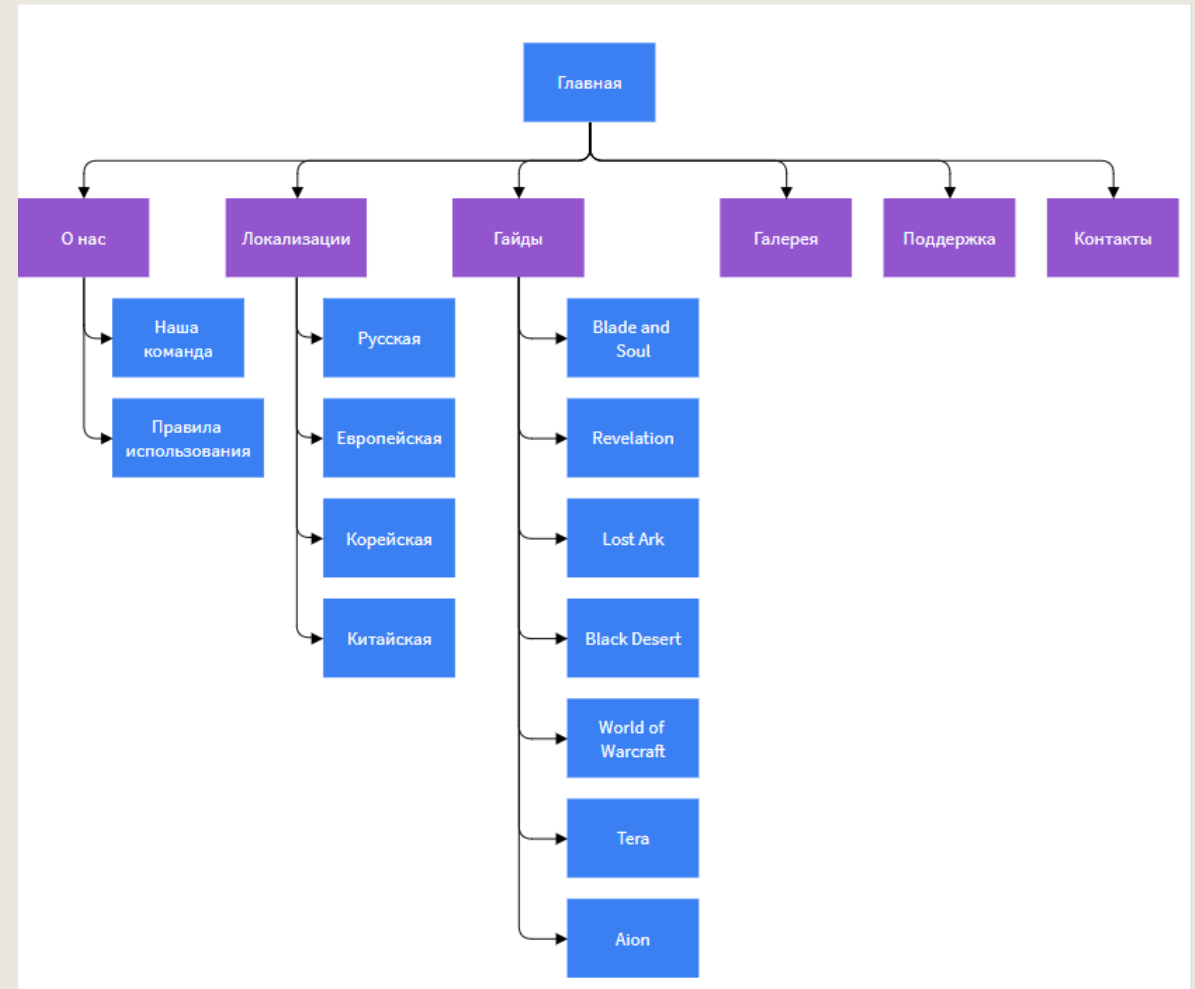 Главная
О нас
Локализации
Гайды
Галерея
Поддержка
Контакты
Наша
команда
Правила
использования
Русская
Европейская
Корейская
Китайская
Blade and
Soul
Revelation
Lost Ark
Black Desert
World of
Warcraft
Tera
Aion